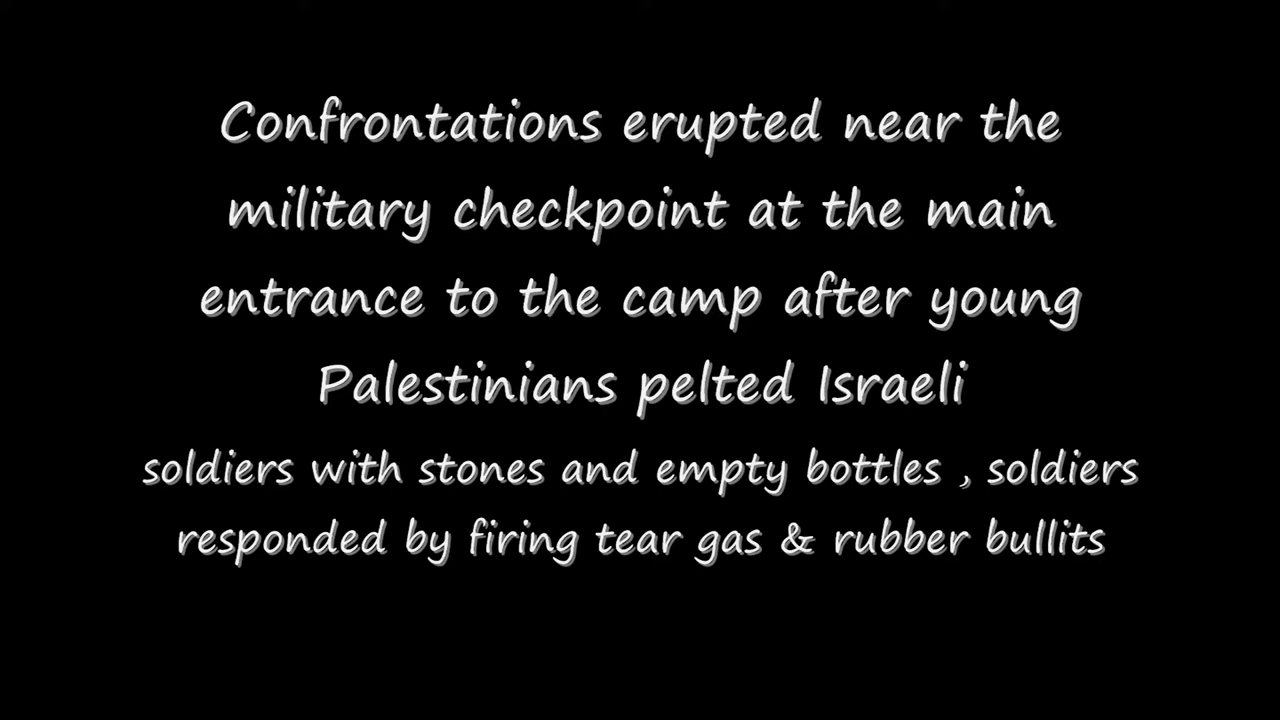 Confrontations erupted near the
military checkpoint at the main
entrance to the camp after young
Palestinians pelted Israeli
soldiers with stones and empty bottles , soldiers
responded by firing tear gas & rubber bullits